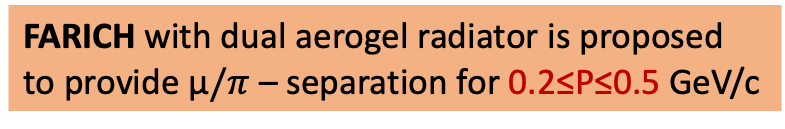 FARICH with dual aerogel radiator is proposed
to provide μ/𝜋 – separation for 0.2≤P≤0.5 GeV/c